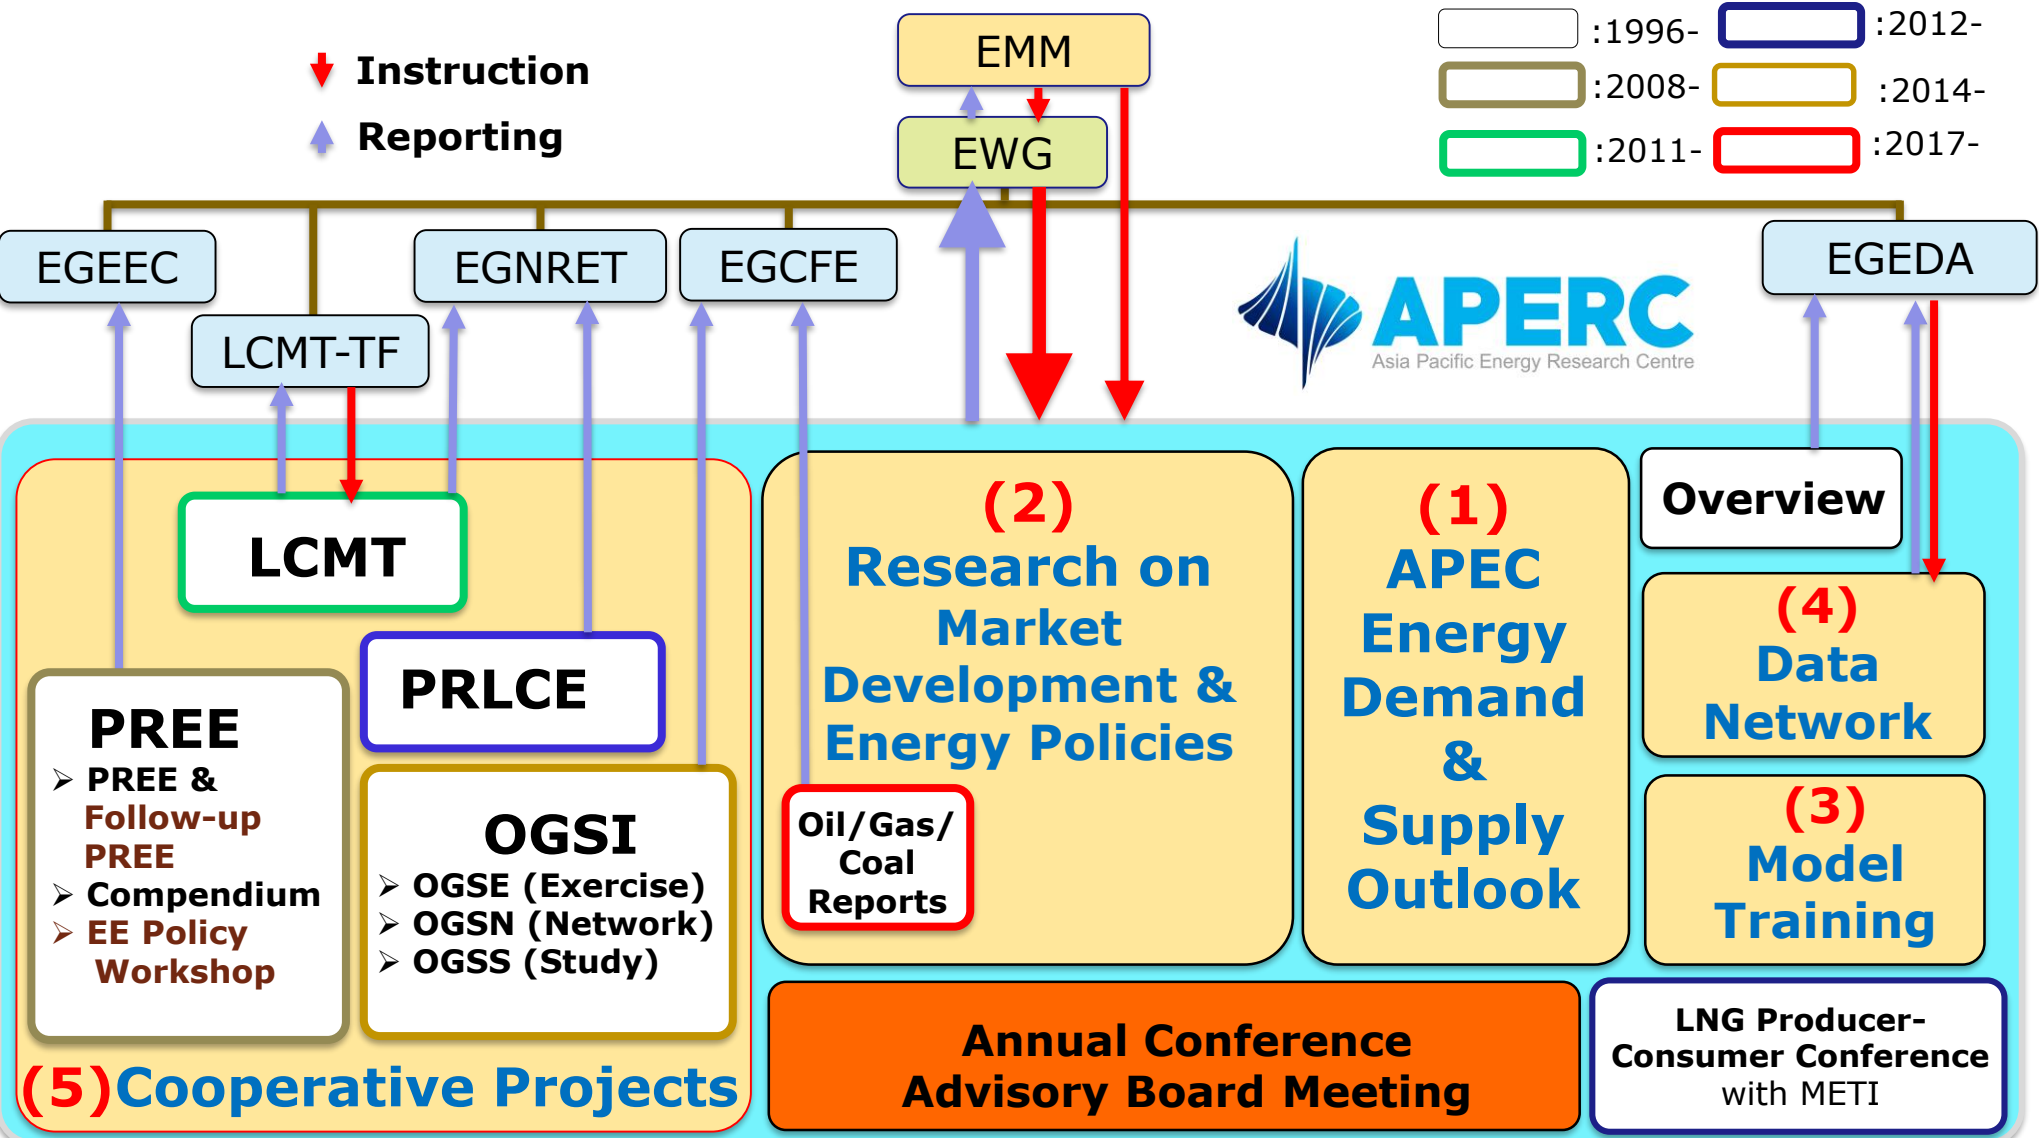 EMM
:1996-
:2012-
Instruction
:2008-
:2014-
Reporting
EWG
:2011-
:2017-
EGEEC
EGNRET
EGCFE
EGEDA
LCMT-TF
APERC
Asia Pacific Energy Research Centre
LCMT
PRLCE
PREE
➢ PREE &
Follow-up
PREE
➢ Compendium
➢ EE Policy
Workshop
OGSI
➢ OGSE (Exercise)
➢ OGSN (Network)
➢ OGSS (Study)
(5)Cooperative Projects
(2)
Research on
Market
Development &
Energy Policies
Oil/Gas/
Coal
Reports
(1)
APEC
Energy
Demand
&
Supply
Outlook
Overview
(4)
Data
Network
(3)
Model
Training
Annual Conference
Advisory Board Meeting
LNG Producer-
Consumer Conference
with METI